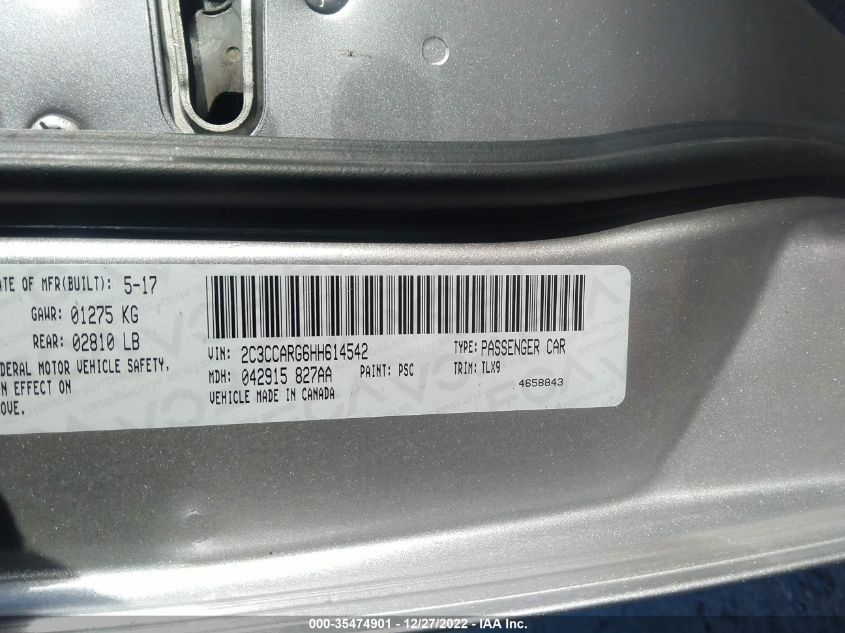 ATE OF MFR(BUILT): 5-17
GAWR: 01275 KG
REAR: 02810 LB
DERAL MOTOR VEHICLE SAFETY,
N EFFECT ON
OVE.
VIN: 2C3CCARG6HH614542 TYPE: PASSENGER CAR
MDH: 042915 827AA PAINT: PSC TRIM: TLX9
VEHICLE MADE IN CANADA 4658843
000-35474901 - 12/27/2022 - IAA Inc.